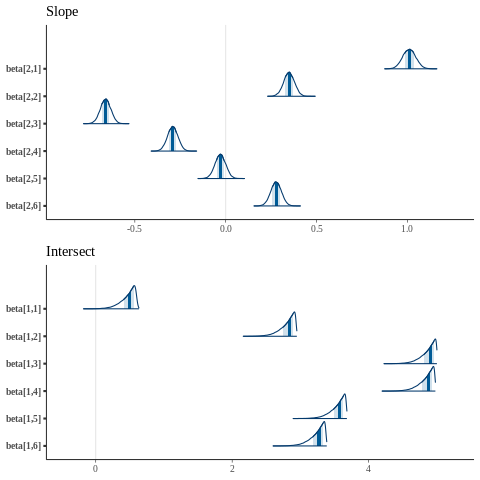 Slope
beta[2,1]
beta[2,2]
beta[2,3]
beta[2,4]
beta[2,5]
beta[2,6]
-0.5 0.0 0.5 1.0
Intersect
beta[1,1]
beta[1,2]
beta[1,3]
beta[1,4]
beta[1,5]
beta[1,6]
0 2 4